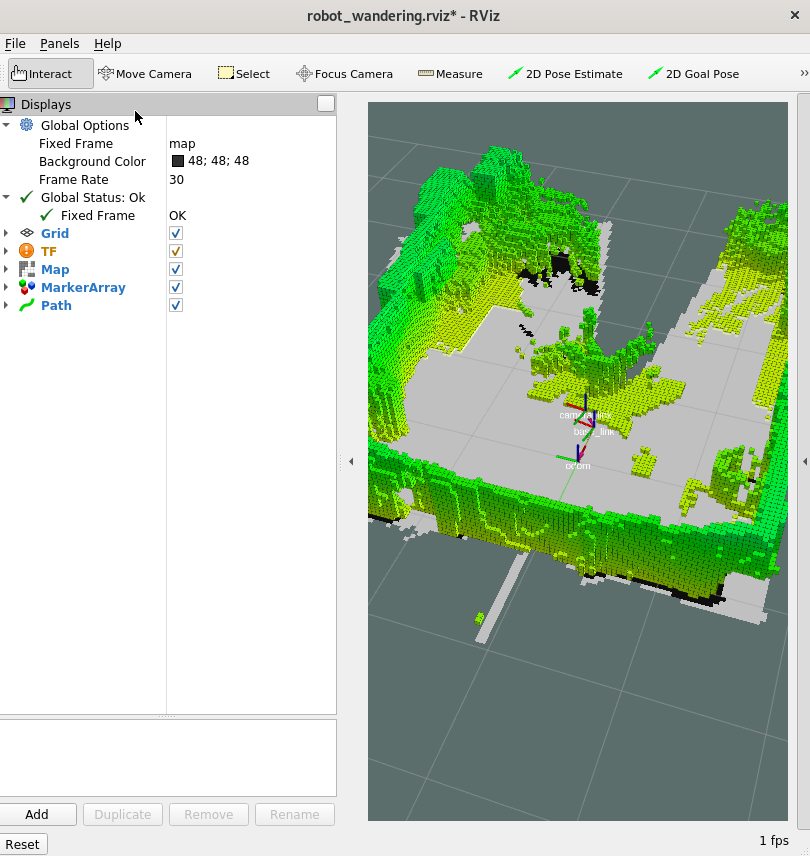 robot_wandering.rviz* - RViz
File Panels Help
Interact Move Camera Select Focus Camera Measure 2D Pose Estimate 2D Goal Pose
Displays
Global Options
Fixed Frame map
Background Color 48; 48; 48
Frame Rate 30
Global Status: Ok
Fixed Frame OK
Grid
TF
Map
MarkerArray
Path
camera_link
base_link
odom
Add Duplicate Remove Rename
Reset 1 fps